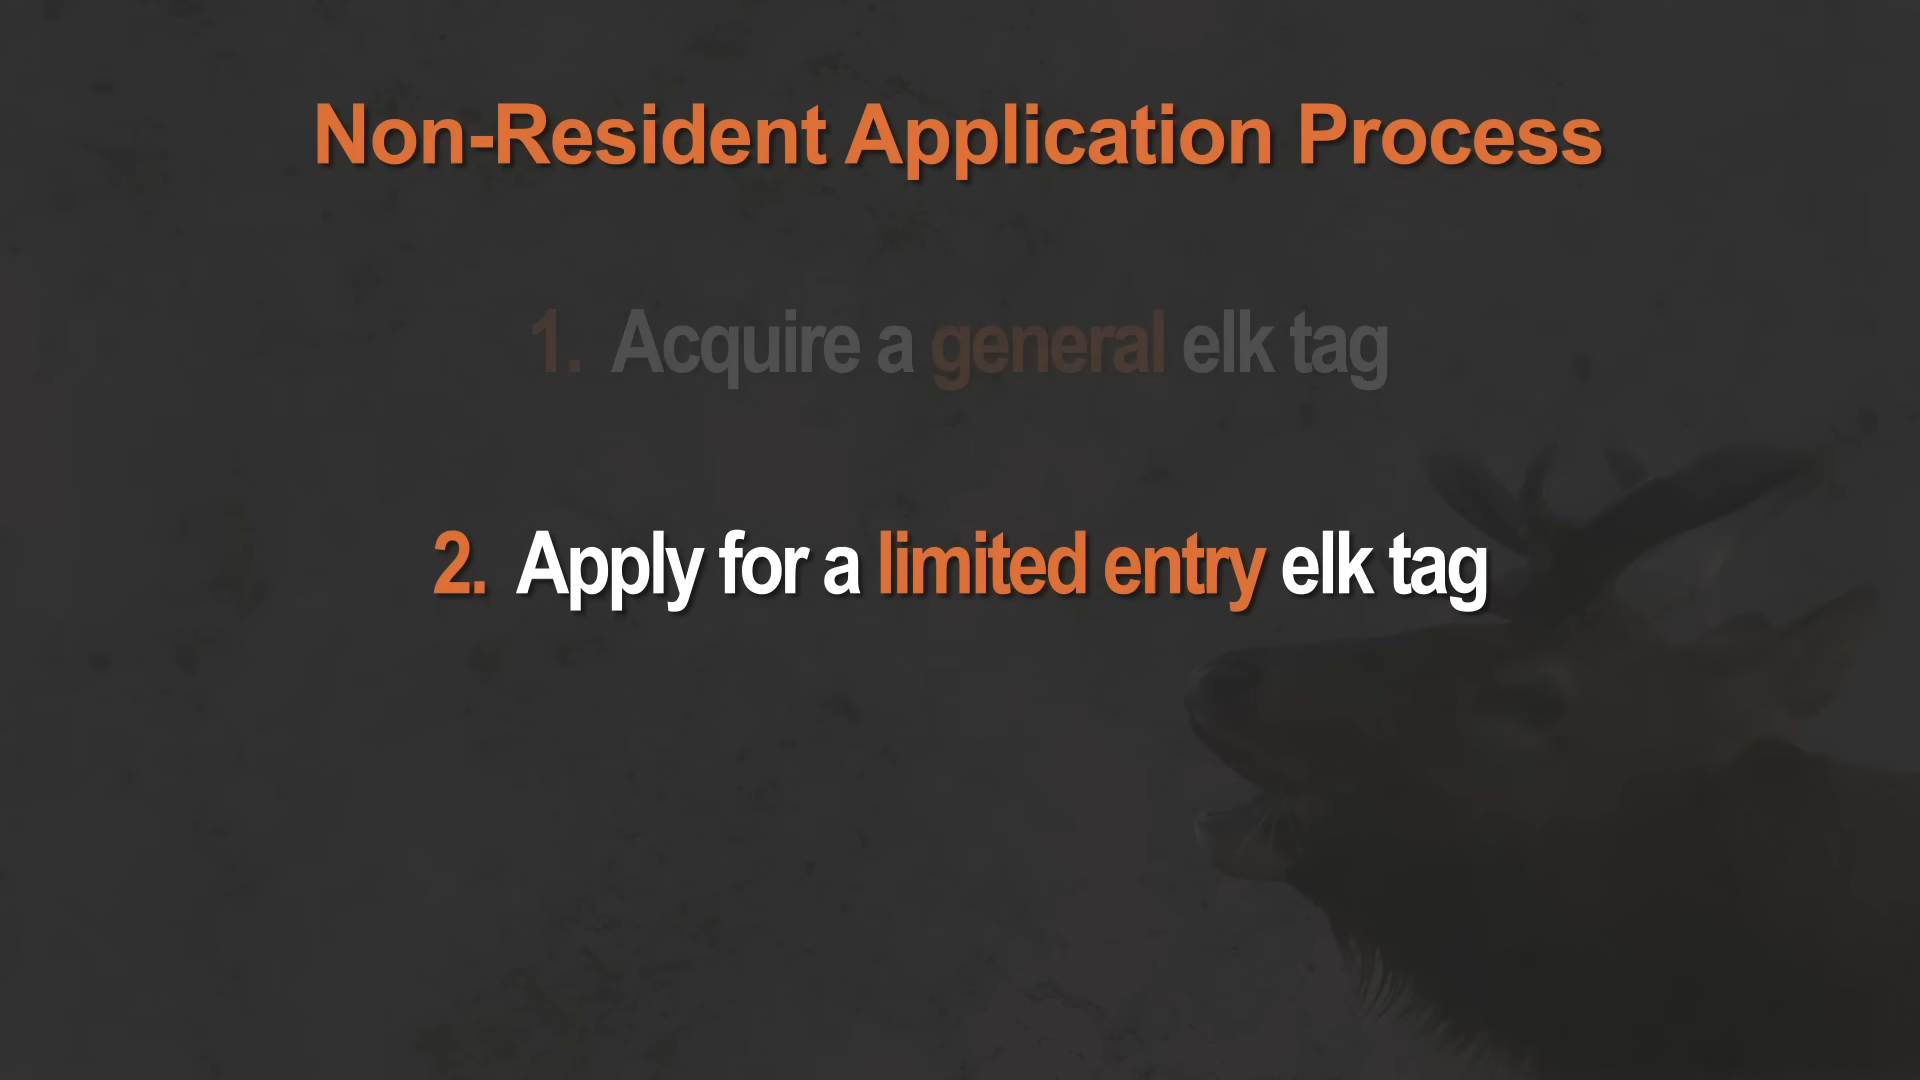 Non-Resident Application Process
1. Acquire a general elk tag
2. Apply for a limited entry elk tag